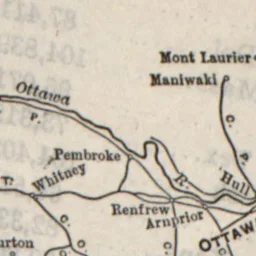 Mont Laurier
Maniwaki
Ottawa
P.
C.
P.
Pembroke
T.
Whitney
R.
Hull
Renfrew
Arnprior
C.
C.
C.
OTTAW
urton